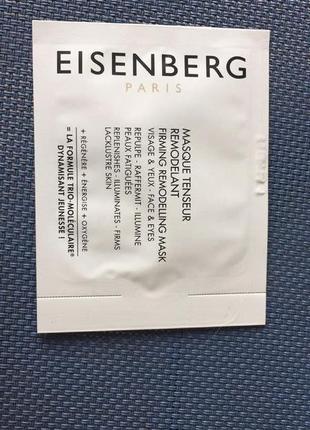 EISENBERG
PARIS
MASQUE TENSEUR
REMODELANT
FIRMING REMODELLING MASK
VISAGE & YEUX - FACE & EYES
REPULPE - RAFFERMIT - ILLUMINE
PEAUX FATIGUÉES
REPLENISHES - ILLUMINATES - FIRMS
LACKLUSTRE SKIN
+ RÉGÉNÈRE + ÉNERGISE + OXYGÈNE
= LA FORMULE TRIO-MOLÉCULAIRE®
DYNAMISANT JEUNESSE !